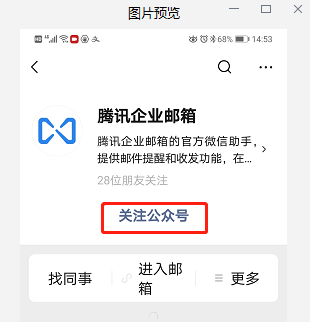 图片预览
4G 68% 14:53
腾讯企业邮箱
腾讯企业邮箱的官方微信助手，
提供邮件提醒和收发功能，在...
28位朋友关注
关注公众号
找同事 进入邮箱 更多